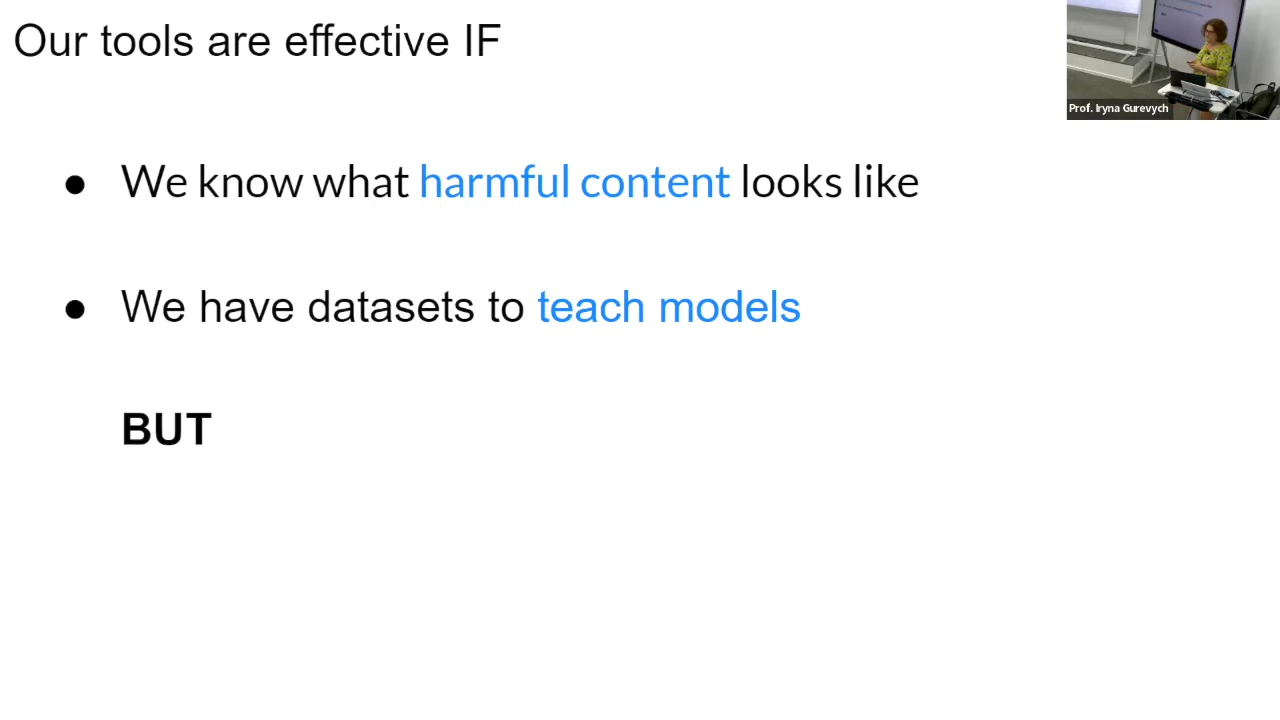 Our tools are effective IF
Prof. Iryna Gurevych
● We know what harmful content looks like
● We have datasets to teach models
BUT